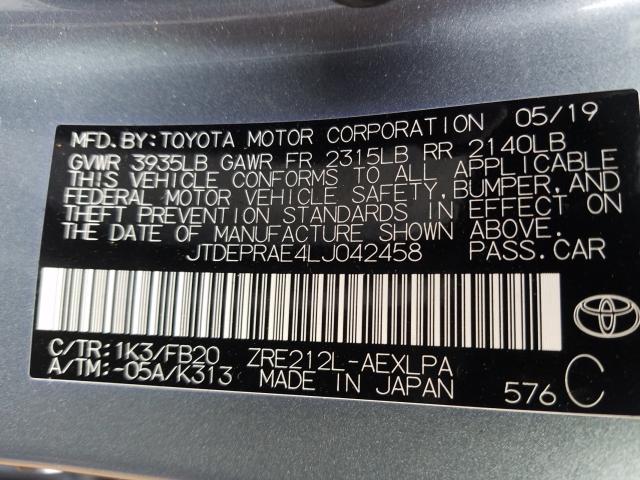 MFD.BY:TOYOTA MOTOR CORPORATION 05/19
GVWR 3935LB GAWR FR 2315LB RR 2140LB
THIS VEHICLE CONFORMS TO ALL APPLICABLE
FEDERAL MOTOR VEHICLE SAFETY,BUMPER,AND
THEFT PREVENTION STANDARDS IN EFFECT ON
THE DATE OF MANUFACTURE SHOWN ABOVE.
JTDEPRAE4LJ042458 PASS.CAR
C/TR:1K3/FB20 ZRE212L-AEXLPA
A/TM:-05A/K313 MADE IN JAPAN
576 C
TOYOTA